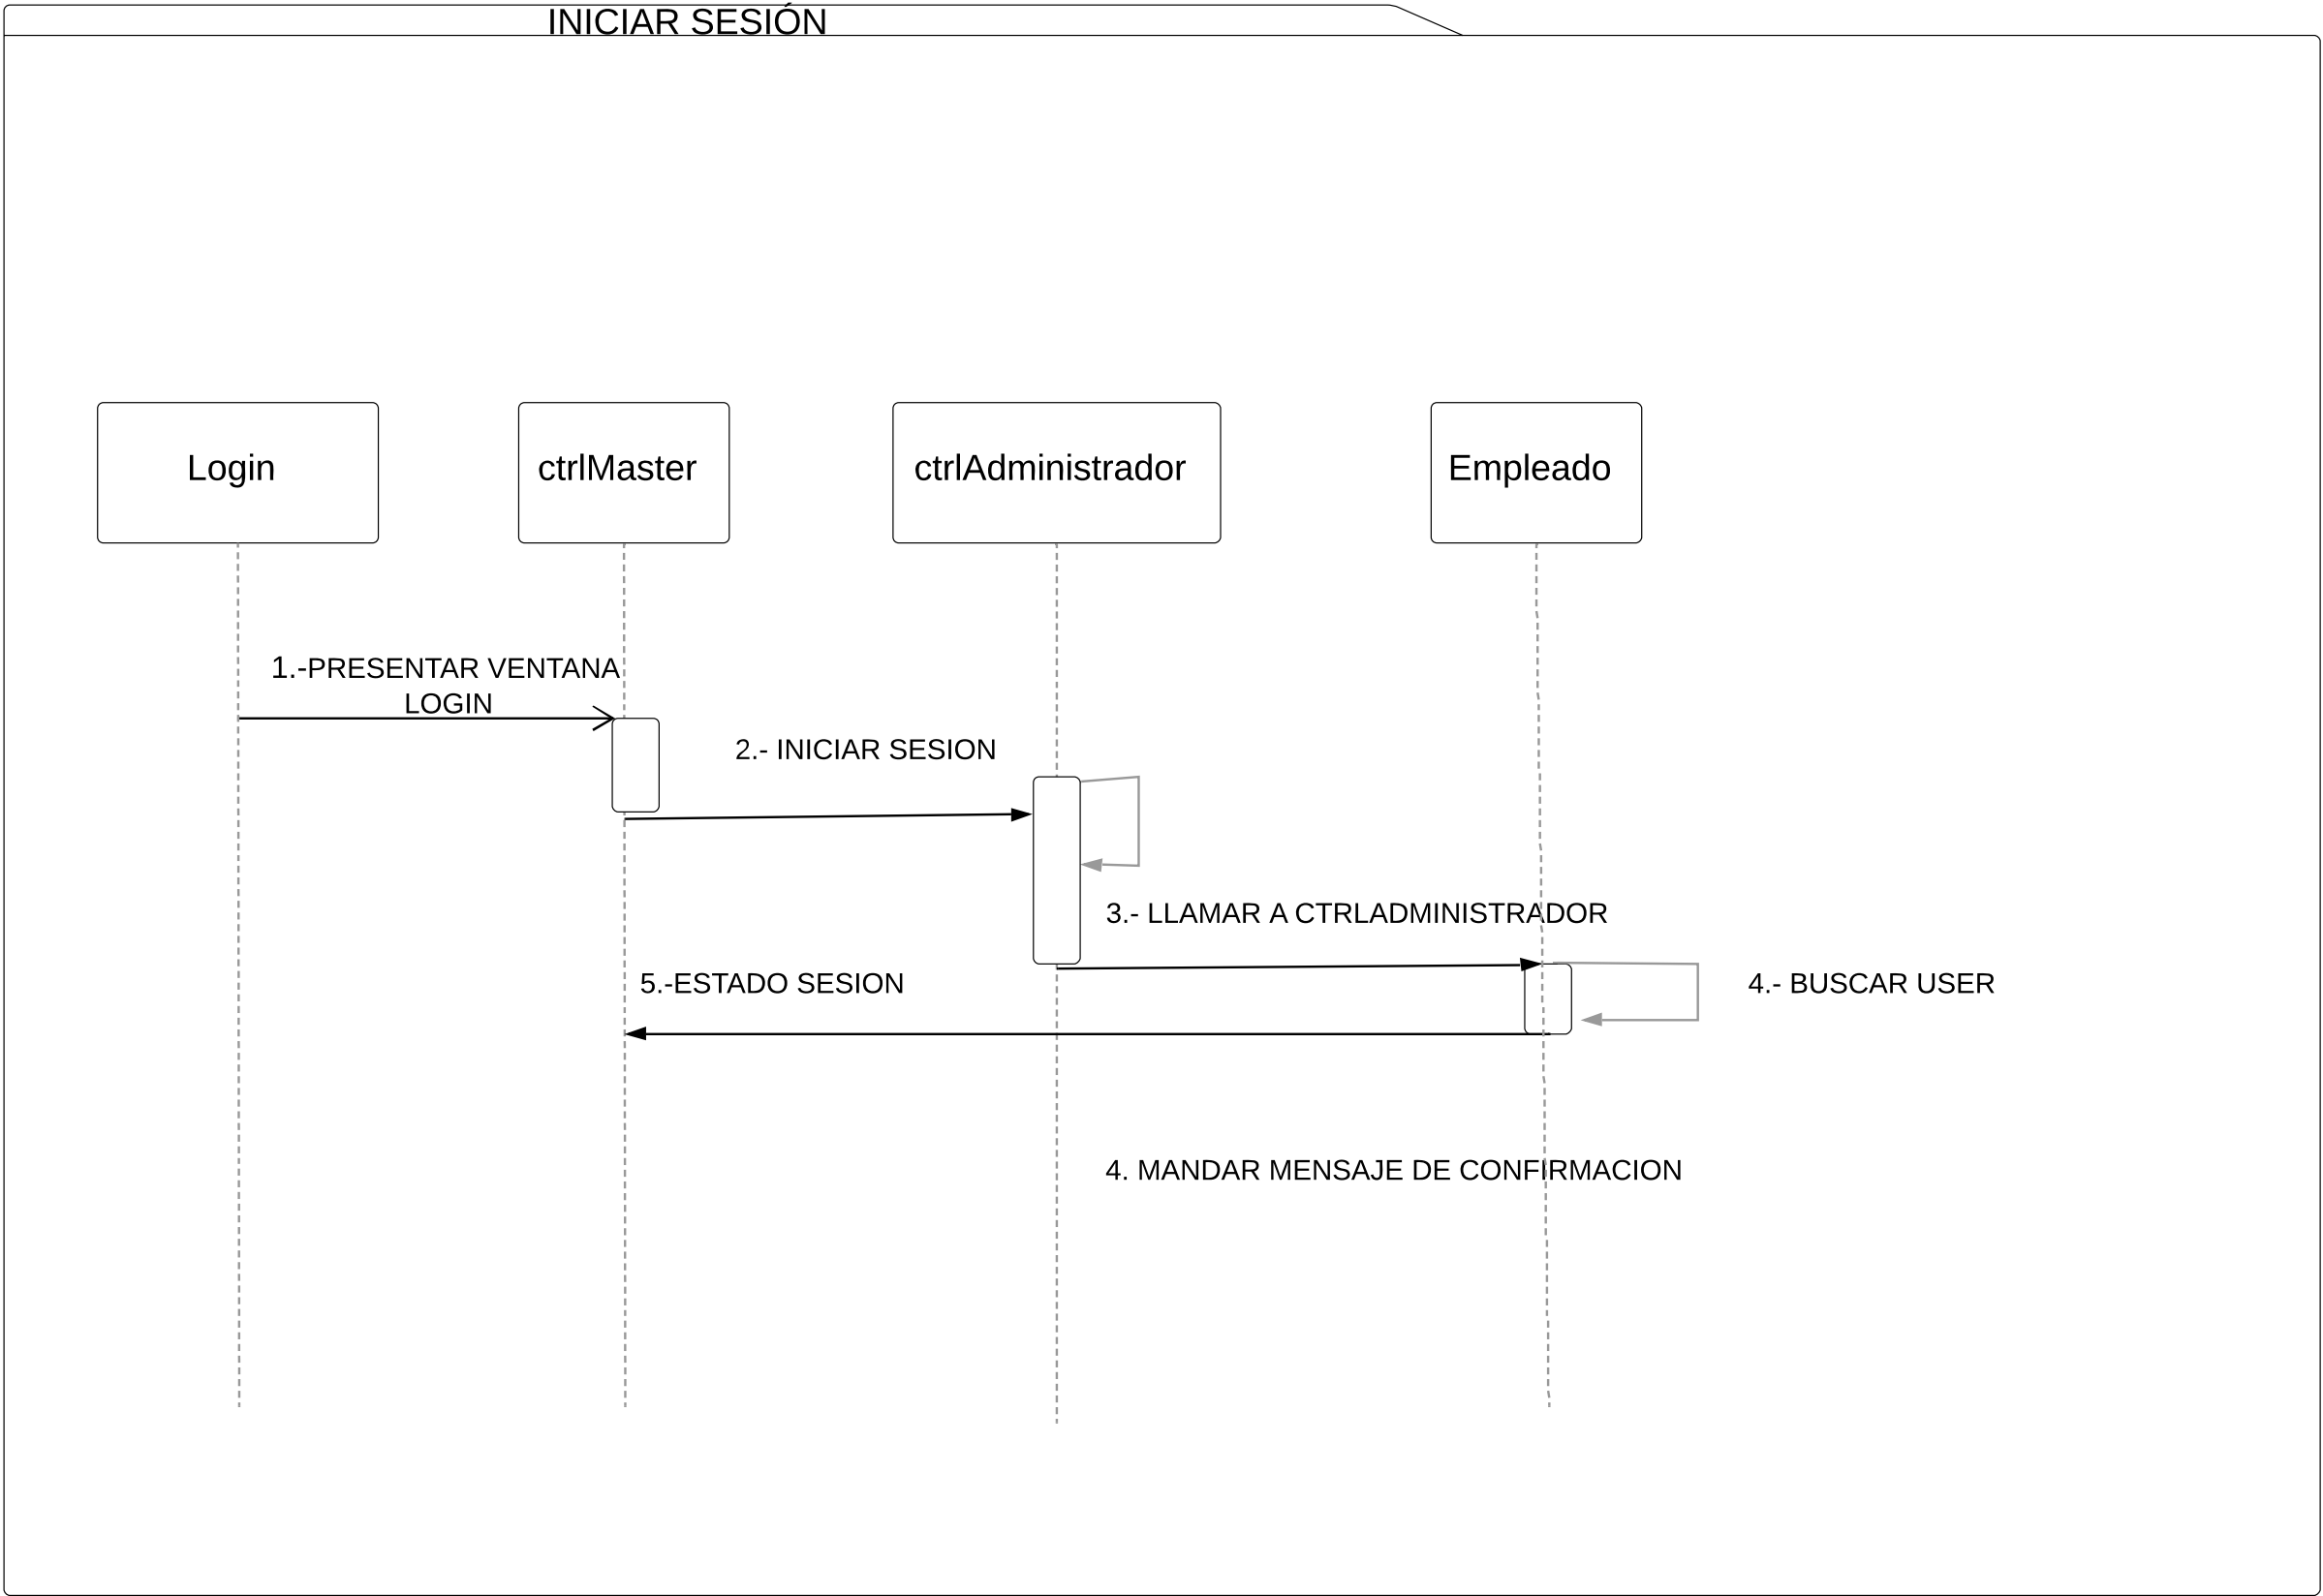 INICIAR SESIÓN
Login
ctrlMaster
ctrlAdministrador
Empleado
1.-PRESENTAR VENTANA
LOGIN
2.- INICIAR SESION
3.- LLAMAR A CTRLADMINISTRADOR
5.-ESTADO SESION
4.- BUSCAR USER
4. MANDAR MENSAJE DE CONFIRMACION